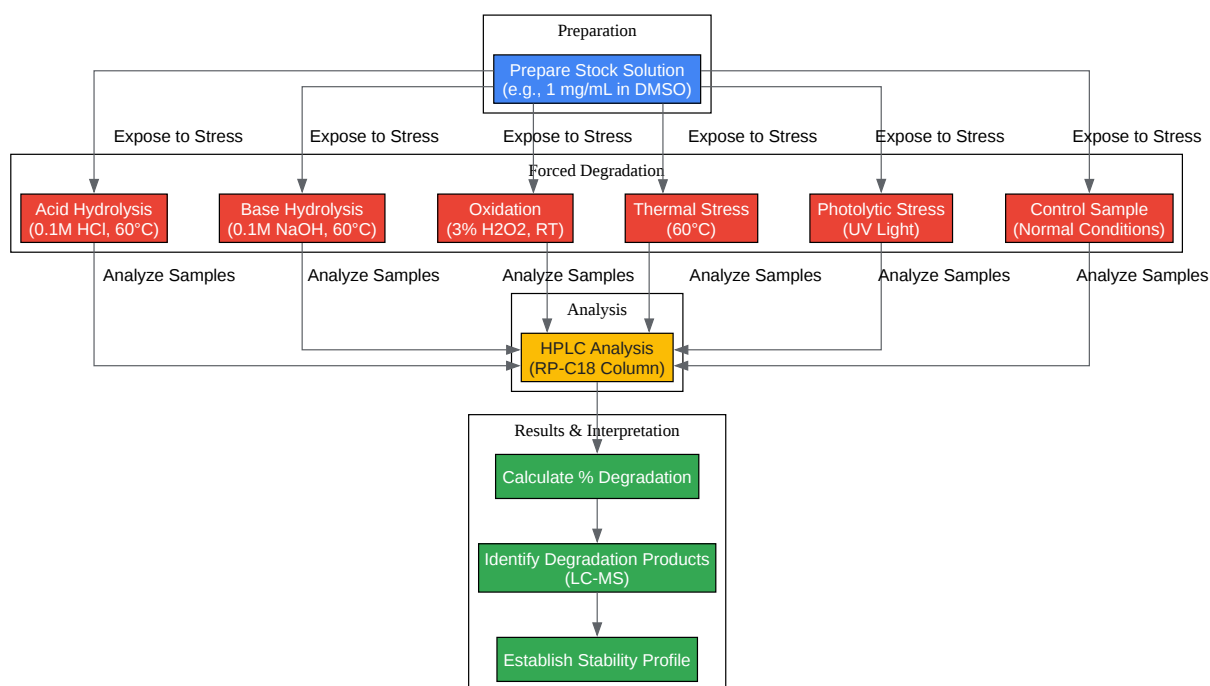 Preparation
Prepare Stock Solution
(e.g., 1 mg/mL in DMSO)
Expose to Stress
Expose to Stress
Expose to Stress
Expose to Stress
Expose to Stress
Expose to Stress
Forced Degradation
Acid Hydrolysis
(0.1M HCl, 60°C)
Base Hydrolysis
(0.1M NaOH, 60°C)
Oxidation
(3% H2O2, RT)
Thermal Stress
(60°C)
Photolytic Stress
(UV Light)
Control Sample
(Normal Conditions)
Analyze Samples
Analyze Samples
Analyze Samples
Analyze Samples
Analyze Samples
Analyze Samples
Analysis
HPLC Analysis
(RP-C18 Column)
Results & Interpretation
Calculate % Degradation
Identify Degradation Products
(LC-MS)
Establish Stability Profile